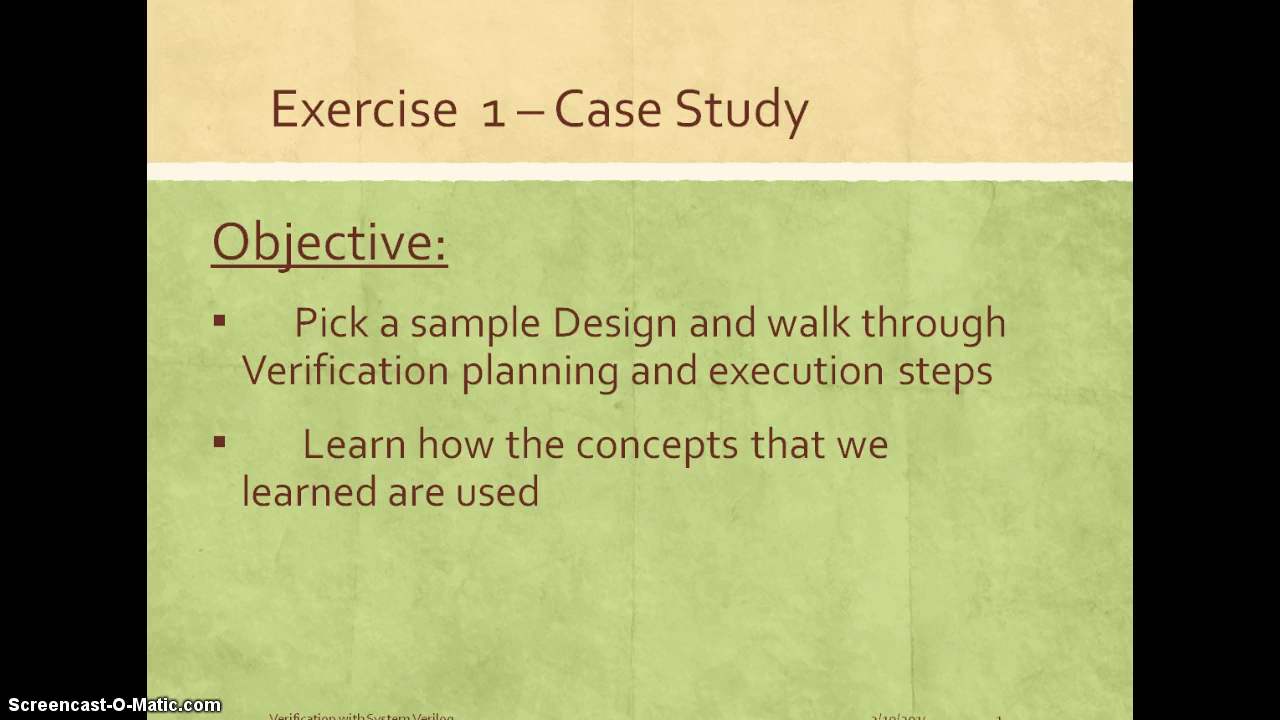 Exercise 1 – Case Study
Objective:
▪ Pick a sample Design and walk through
Verification planning and execution steps
▪ Learn how the concepts that we
learned are used
Screencast-O-Matic.com
Verification with System Verilog
1